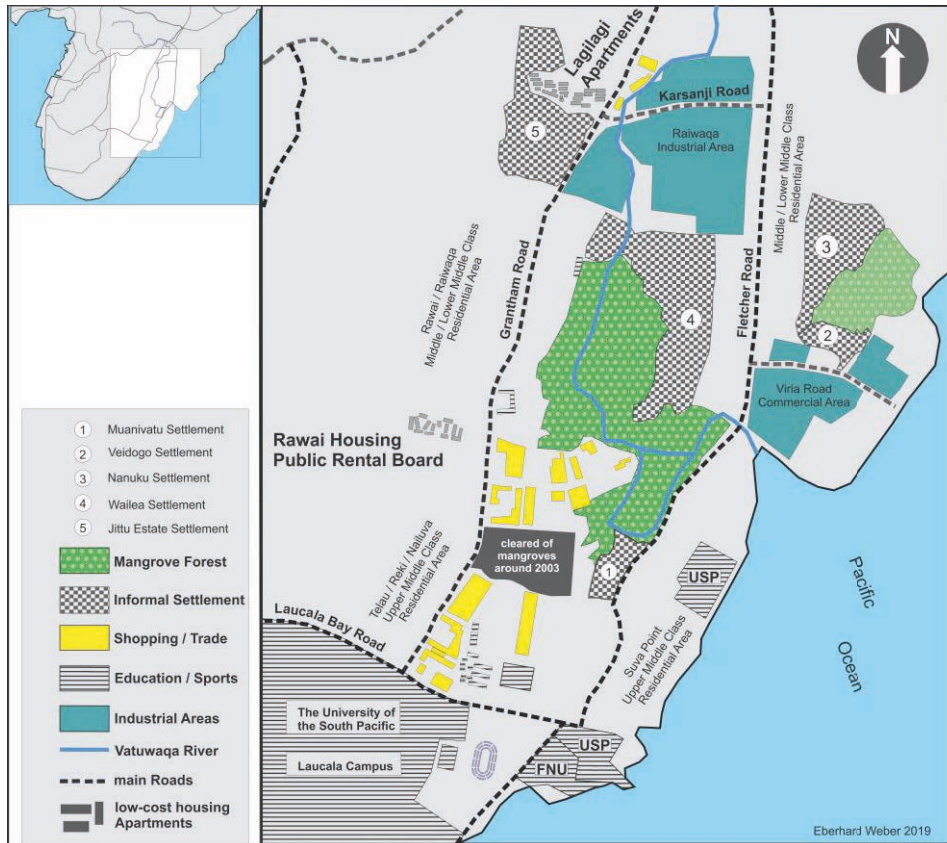 N
Lagilagi
Apartments
Karsanji Road
Raiwaqa
Industrial Area
5
Middle / Lower Middle Class
Residential Area
3
Rawai / Raiwaqa
Middle / Lower Middle Class
Residential Area
Grantham Road
4
Fletcher Road
2
Viria Road
Commercial Area
Rawai Housing
Public Rental Board
cleared of
mangroves
around 2003
1
USP
Telau / Reki / Nailuva
Upper Middle Class
Residential Area
Suva Point
Upper Middle Class
Residential Area
Pacific
Ocean
Laucala Bay Road
The University of
the South Pacific
Laucala Campus
USP
FNU
Eberhard Weber 2019
1 Muanivatu Settlement
2 Veidogo Settlement
3 Nanuku Settlement
4 Wailea Settlement
5 Jittu Estate Settlement
Mangrove Forest
Informal Settlement
Shopping / Trade
Education / Sports
Industrial Areas
Vatuwaqa River
main Roads
low-cost housing
Apartments